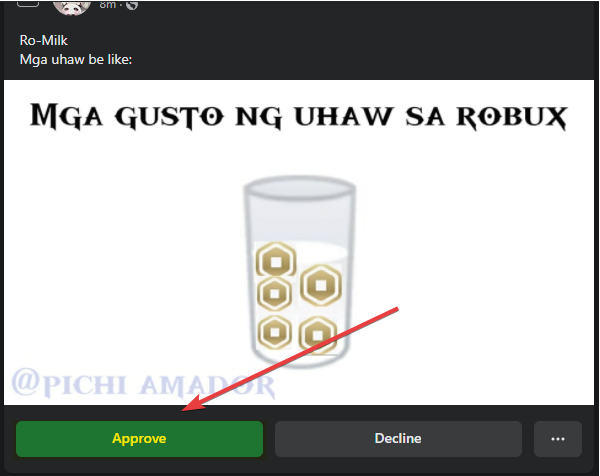 8m
Ro-Milk
Mga uhaw be like:
MGA GUSTO NG UHAW SA ROBUX
@PICHI AMADOR
Approve
Decline
...